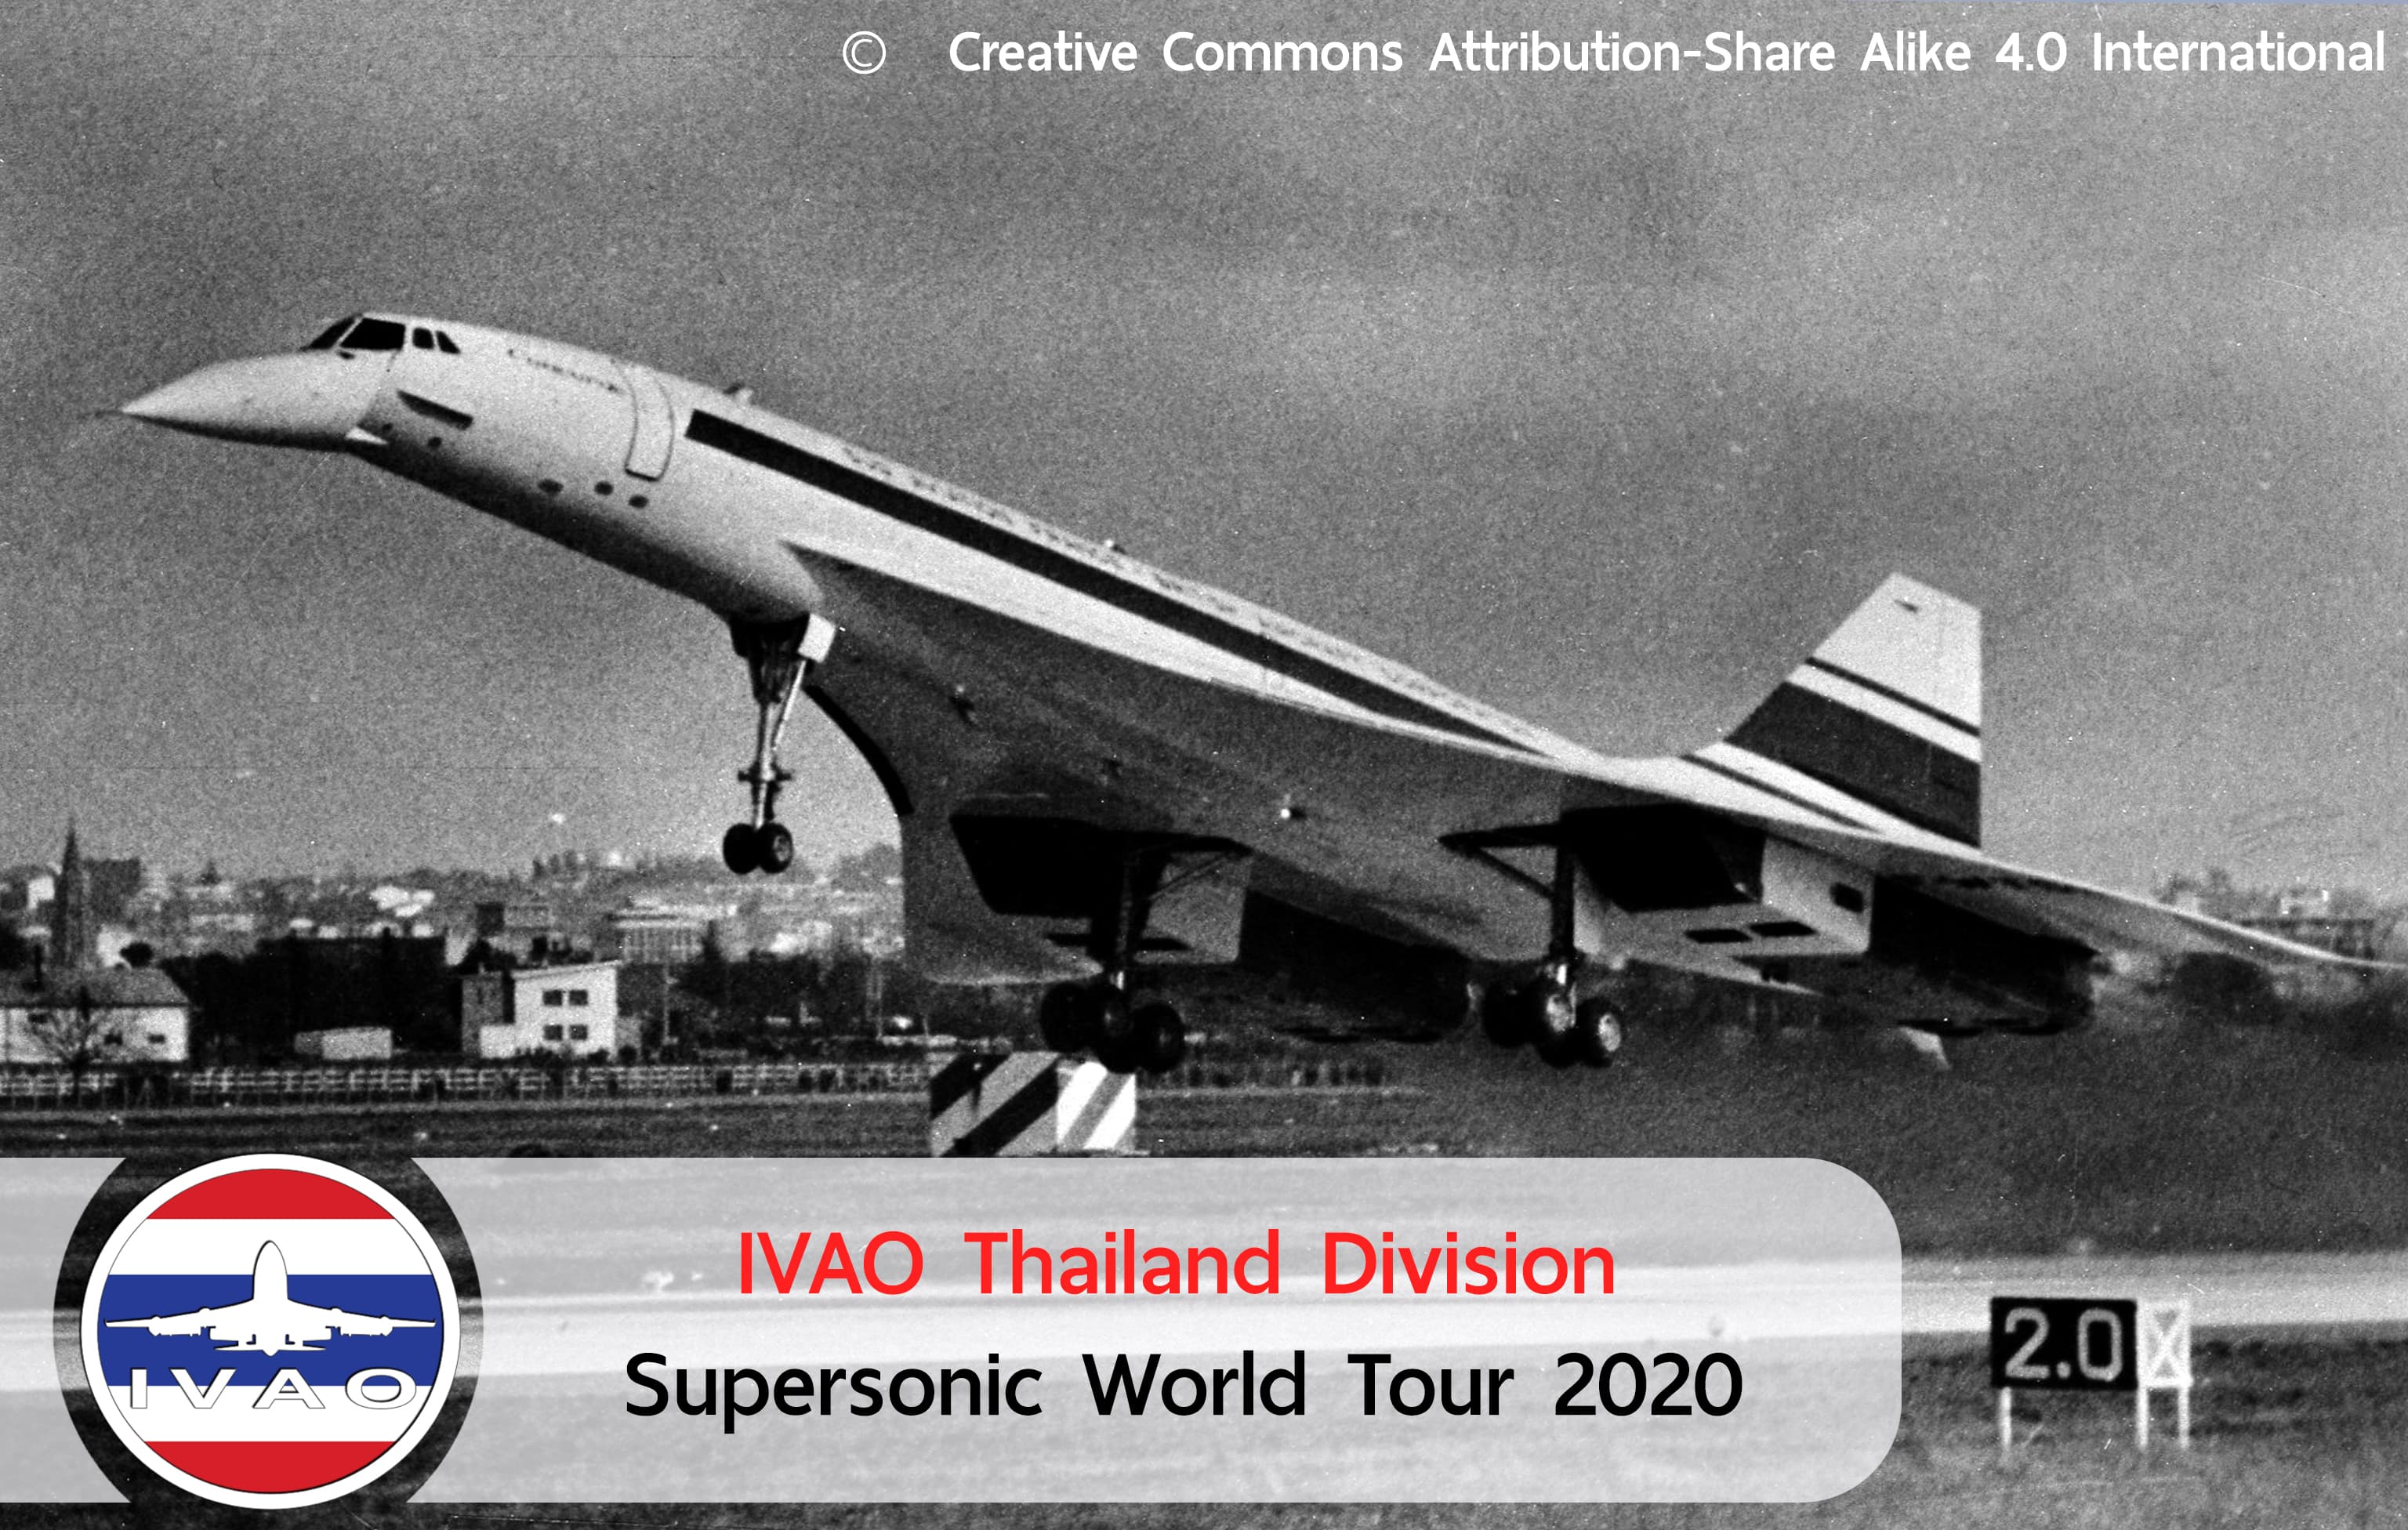 © Creative Commons Attribution-Share Alike 4.0 International
IVAO Thailand Division
Supersonic World Tour 2020
IVAO
2.0